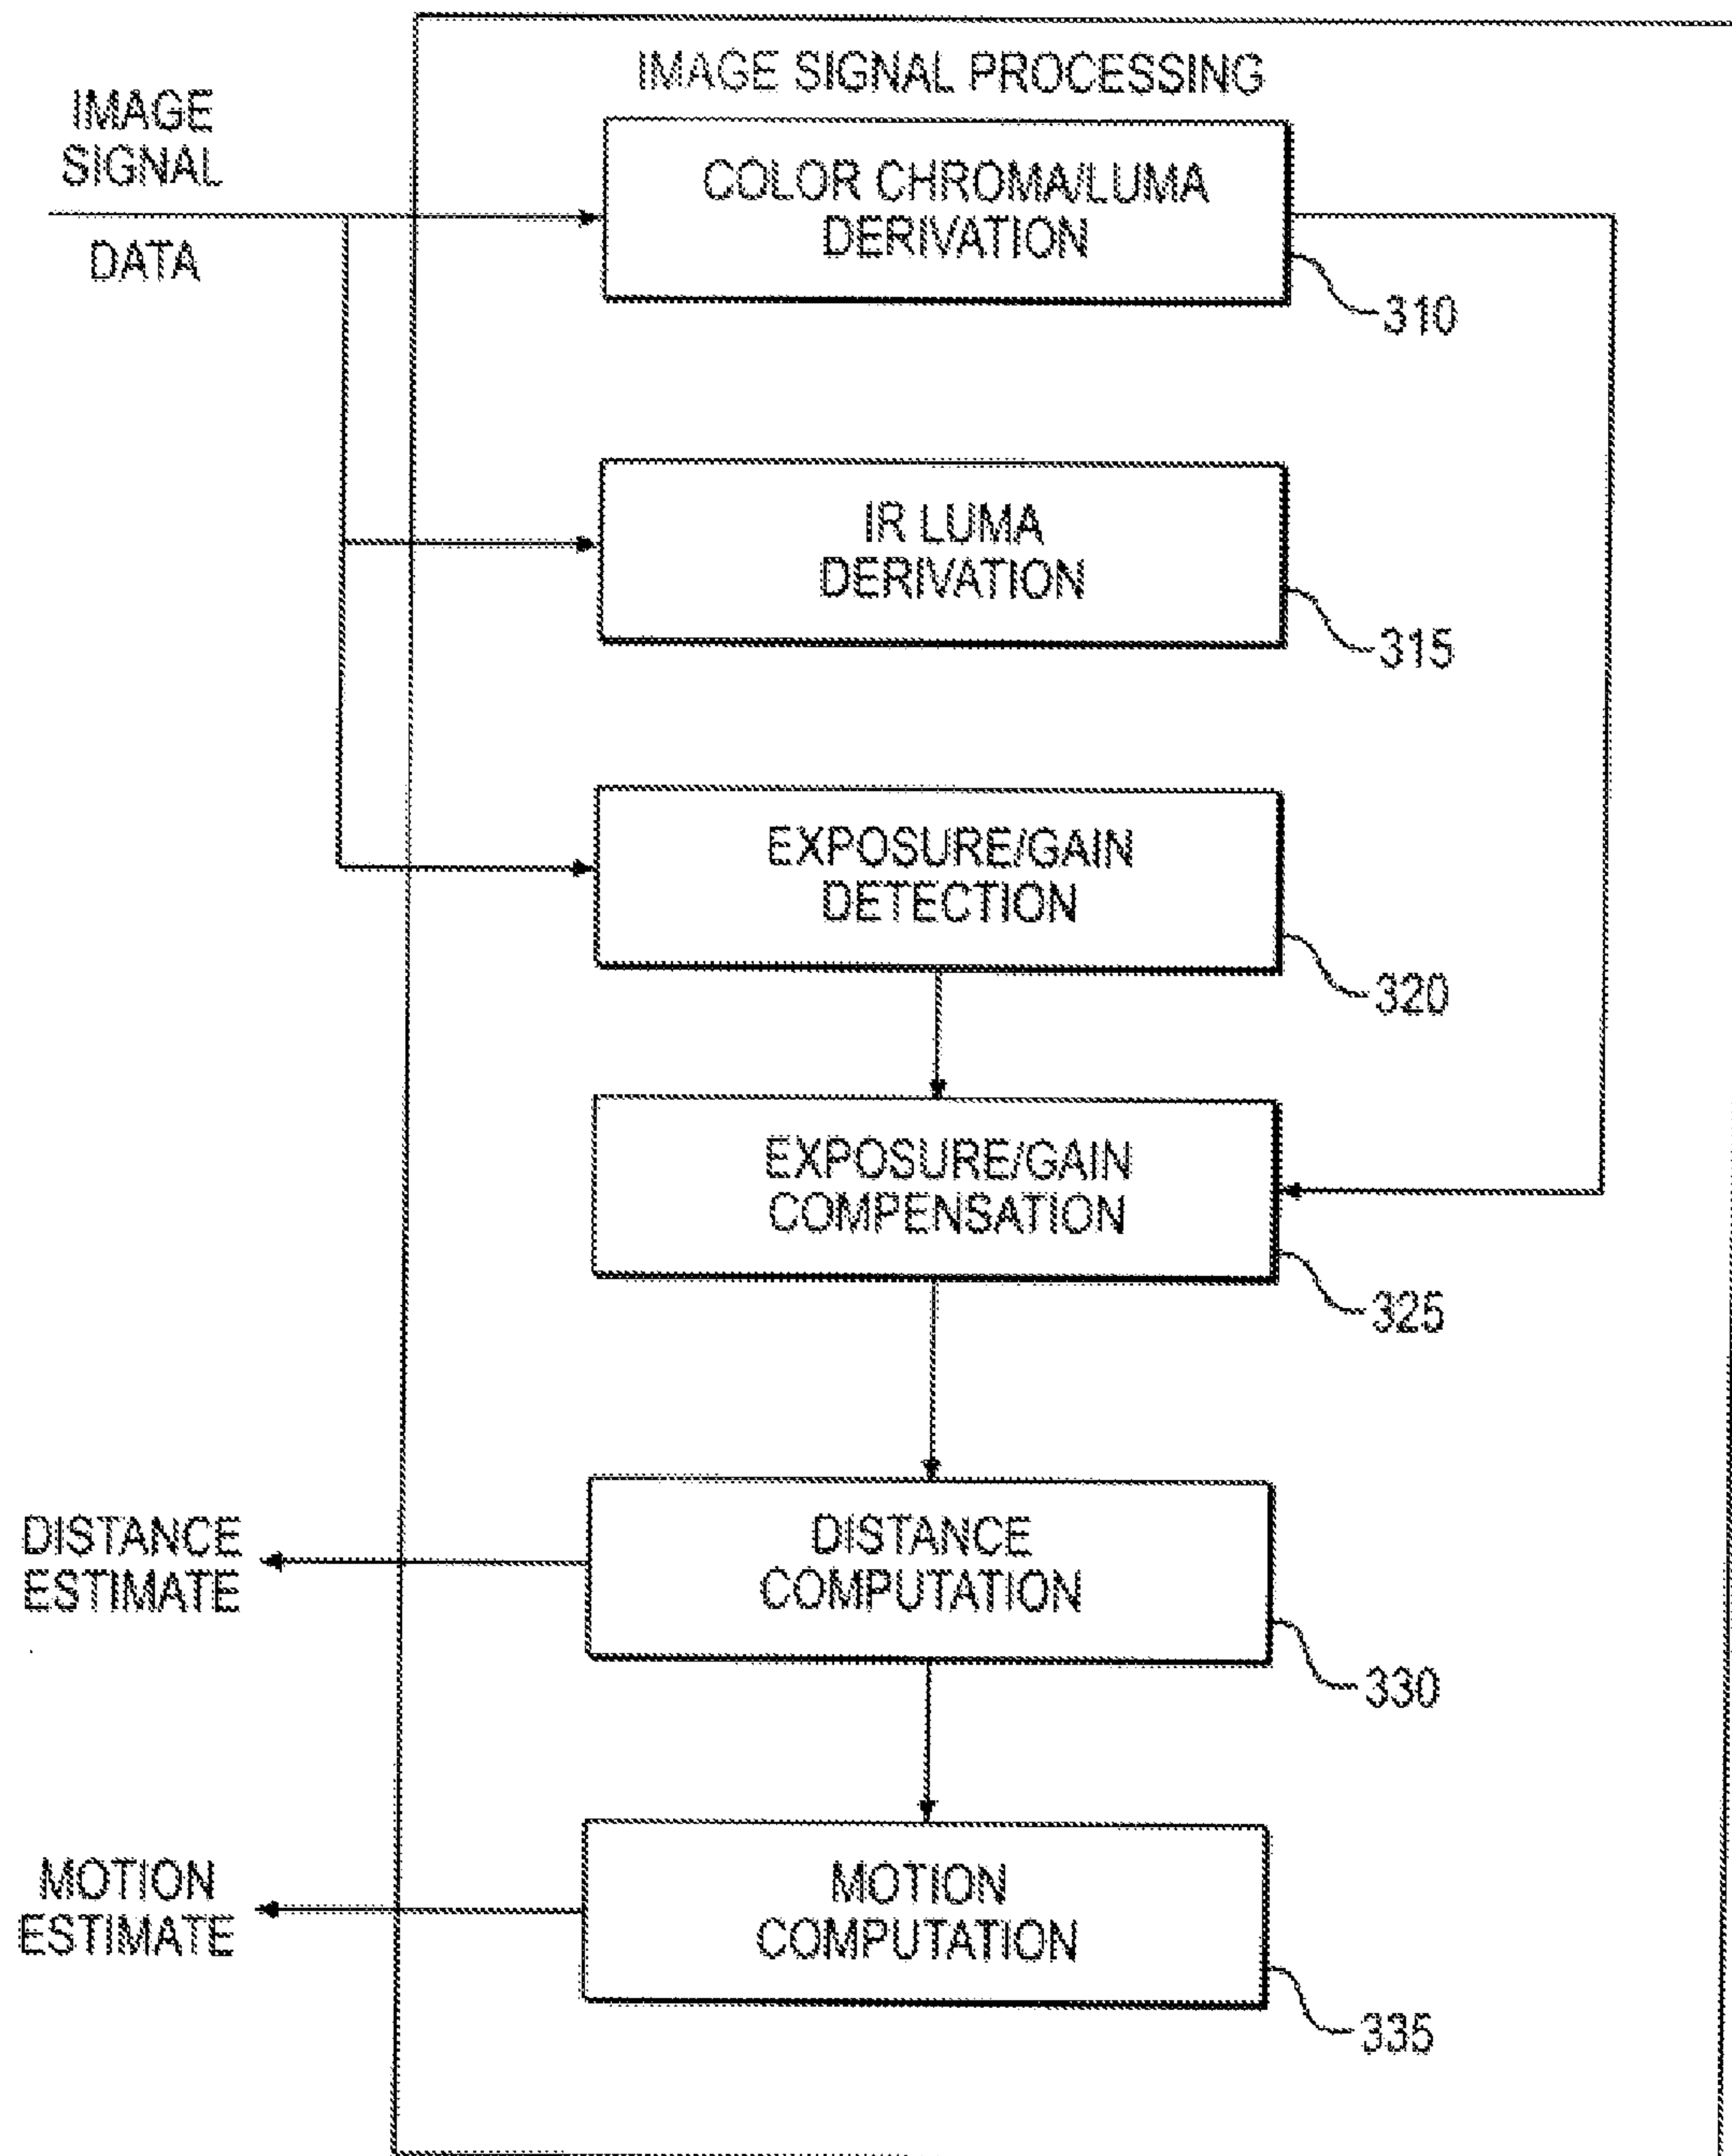 IMAGE SIGNAL PROCESSING
IMAGE
SIGNAL
DATA
COLOR CHROMA/LUMA
DERIVATION
310
IR LUMA
DERIVATION
315
EXPOSURE/GAIN
DETECTION
320
EXPOSURE/GAIN
COMPENSATION
325
DISTANCE
ESTIMATE
DISTANCE
COMPUTATION
330
MOTION
ESTIMATE
MOTION
COMPUTATION
335